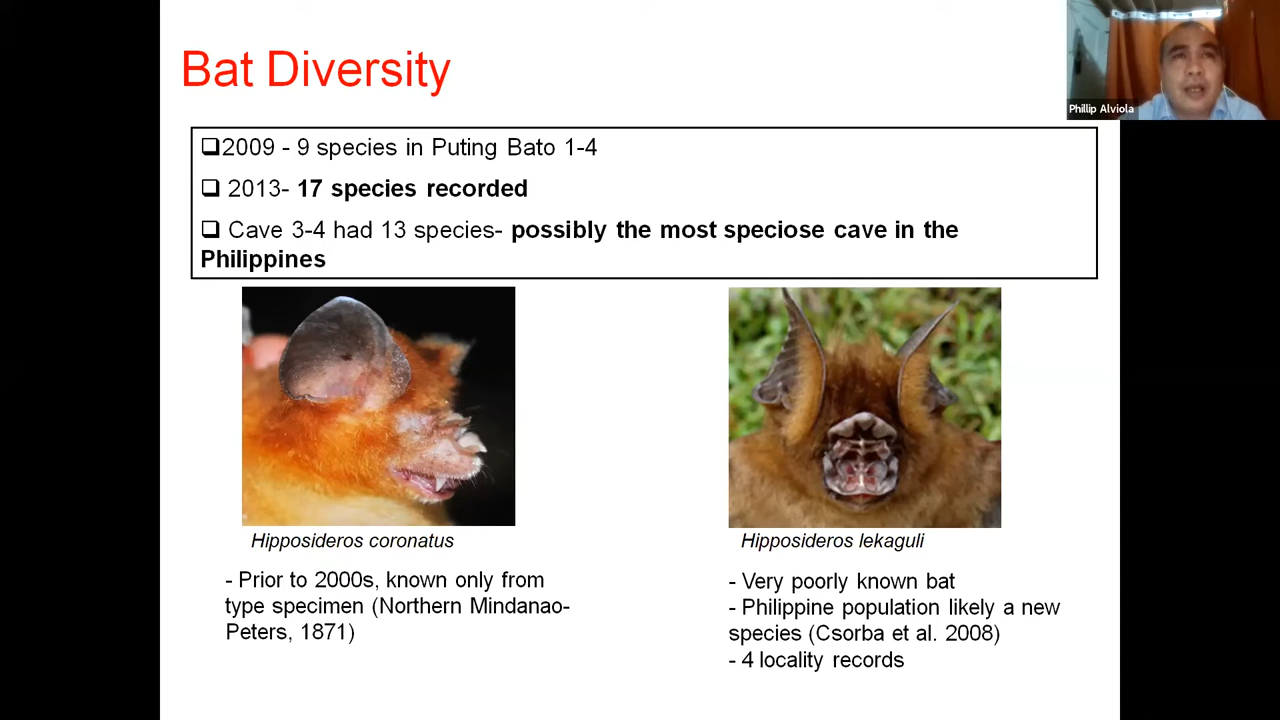 Bat Diversity
Phillip Alviola
❑2009 - 9 species in Puting Bato 1-4
❑ 2013- 17 species recorded
❑ Cave 3-4 had 13 species- possibly the most speciose cave in the
Philippines
Hipposideros coronatus
- Prior to 2000s, known only from
type specimen (Northern Mindanao-
Peters, 1871)
Hipposideros lekaguli
- Very poorly known bat
- Philippine population likely a new
species (Csorba et al. 2008)
- 4 locality records